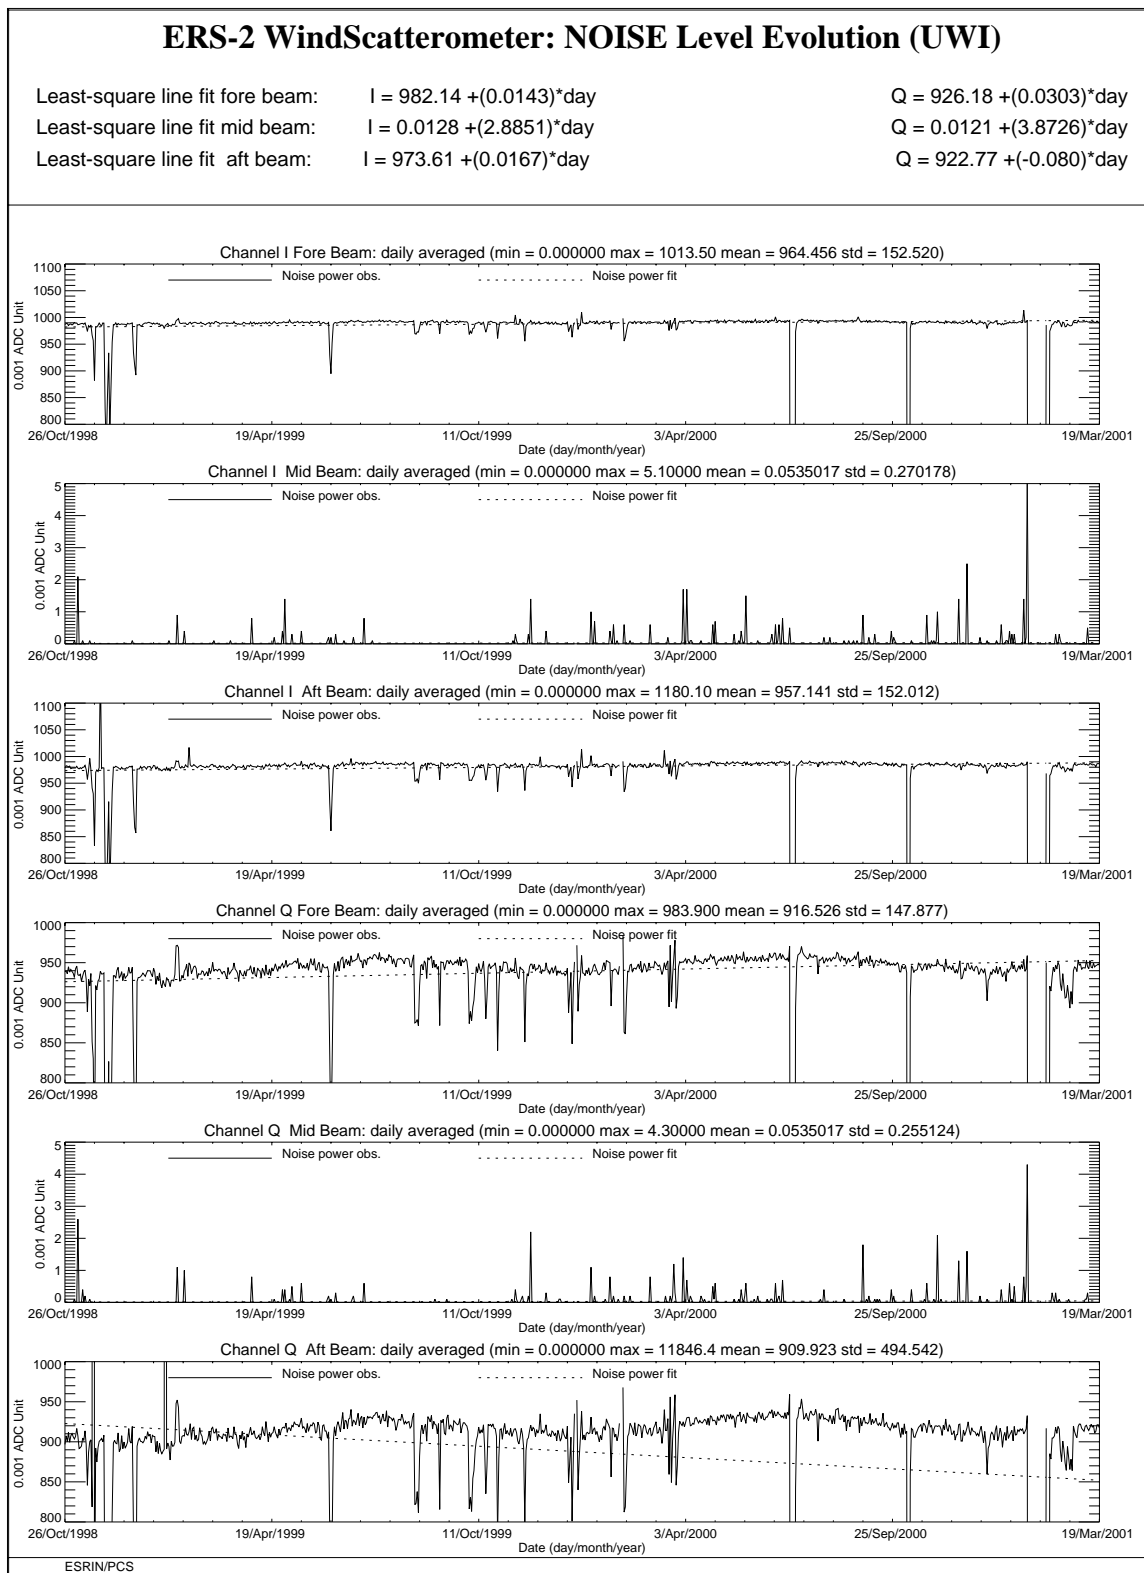 ERS-2 WindScatterometer: NOISE Level Evolution (UWI)
Least-square line fit fore beam: I = 982.14 +(0.0143)*day Q = 926.18 +(0.0303)*day
Least-square line fit mid beam: I = 0.0128 +(2.8851)*day Q = 0.0121 +(3.8726)*day
Least-square line fit aft beam: I = 973.61 +(0.0167)*day Q = 922.77 +(-0.080)*day
Channel I Fore Beam: daily averaged (min = 0.000000 max = 1013.50 mean = 964.456 std = 152.520)
Noise power obs. Noise power fit
0.001 ADC Unit
1100
1050
1000
950
900
850
800
26/Oct/1998 19/Apr/1999 11/Oct/1999 3/Apr/2000 25/Sep/2000 19/Mar/2001
Date (day/month/year)
Channel I Mid Beam: daily averaged (min = 0.000000 max = 5.10000 mean = 0.0535017 std = 0.270178)
Noise power obs. Noise power fit
0.001 ADC Unit
5
4
3
2
1
0
26/Oct/1998 19/Apr/1999 11/Oct/1999 3/Apr/2000 25/Sep/2000 19/Mar/2001
Date (day/month/year)
Channel I Aft Beam: daily averaged (min = 0.000000 max = 1180.10 mean = 957.141 std = 152.012)
Noise power obs. Noise power fit
0.001 ADC Unit
1100
1050
1000
950
900
850
800
26/Oct/1998 19/Apr/1999 11/Oct/1999 3/Apr/2000 25/Sep/2000 19/Mar/2001
Date (day/month/year)
Channel Q Fore Beam: daily averaged (min = 0.000000 max = 983.900 mean = 916.526 std = 147.877)
Noise power obs. Noise power fit
0.001 ADC Unit
1000
950
900
850
800
26/Oct/1998 19/Apr/1999 11/Oct/1999 3/Apr/2000 25/Sep/2000 19/Mar/2001
Date (day/month/year)
Channel Q Mid Beam: daily averaged (min = 0.000000 max = 4.30000 mean = 0.0535017 std = 0.255124)
Noise power obs. Noise power fit
0.001 ADC Unit
5
4
3
2
1
0
26/Oct/1998 19/Apr/1999 11/Oct/1999 3/Apr/2000 25/Sep/2000 19/Mar/2001
Date (day/month/year)
Channel Q Aft Beam: daily averaged (min = 0.000000 max = 11846.4 mean = 909.923 std = 494.542)
Noise power obs. Noise power fit
0.001 ADC Unit
1000
950
900
850
800
26/Oct/1998 19/Apr/1999 11/Oct/1999 3/Apr/2000 25/Sep/2000 19/Mar/2001
Date (day/month/year)
ESRIN/PCS